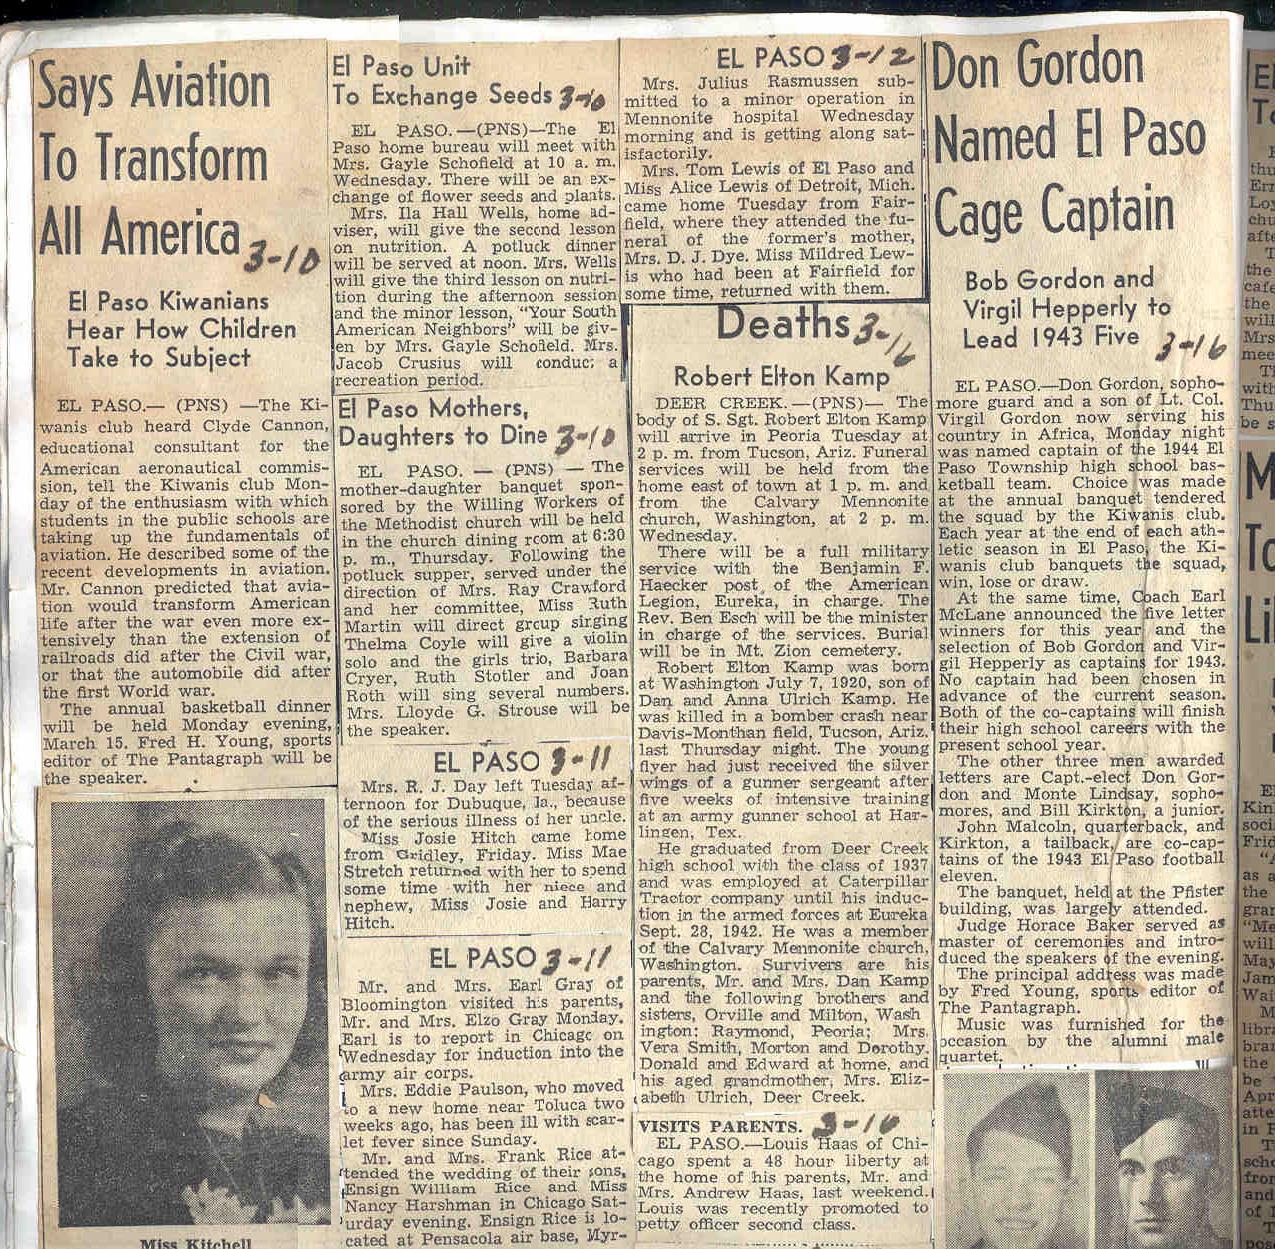 Says Aviation
To Transform
All America
3-10
El Paso Kiwanians
Hear How Children
Take to Subject
EL PASO.— (PNS) —The Ki-
wanis club heard Clyde Cannon,
educational consultant for the
American aeronautical commis-
sion, tell the Kiwanis club Mon-
day of the enthusiasm with which
students in the public schools are
taking up the fundamentals of
aviation. He described some of the
recent developments in aviation.
Mr. Cannon predicted that avia-
tion would transform American
life after the war even more ex-
tensively than the extension of
railroads did after the Civil war,
or that the automobile did after
the first World war.
The annual basketball dinner
will be held Monday evening,
March 15. Fred H. Young, sports
editor of The Pantagraph will be
the speaker.
Miss Kitchell
El Paso Unit
To Exchange Seeds 3-10
EL PASO.—(PNS)—The El
Paso home bureau will meet with
Mrs. Gayle Schofield at 10 a. m.
Wednesday. There will be an ex-
change of flower seeds and plants.
Mrs. Ila Hall Wells, home ad-
viser, will give the second lesson
on nutrition. A potluck dinner
will be served at noon. Mrs. Wells
will give the third lesson on nutri-
tion during the afternoon session
and the minor lesson, "Your South
American Neighbors" will be giv-
en by Mrs. Gayle Schofield. Mrs.
Jacob Crusius will conduct a
recreation period.
El Paso Mothers,
Daughters to Dine 3-10
EL PASO. — (PNS) — The
mother-daughter banquet spon-
sored by the Willing Workers of
the Methodist church will be held
in the church dining room at 6:30
p. m., Thursday. Following the
potluck supper, served under the
direction of Mrs. Ray Crawford
and her committee, Miss Ruth
Martin will direct group singing
Thelma Coyle will give a violin
solo and the girls trio, Barbara
Cryer, Ruth Stotler and Joan
Roth will sing several numbers.
Mrs. Lloyde G. Strouse will be
the speaker.
EL PASO 3-11
Mrs. R. J. Day left Tuesday af-
ternoon for Dubuque, Ia., because
of the serious illness of her uncle.
Miss Josie Hitch came home
from Gridley, Friday. Miss Mae
Stretch returned with her to spend
some time with her niece and
nephew, Miss Josie and Harry
Hitch.
EL PASO 3-11
Mr. and Mrs. Earl Gray of
Bloomington visited his parents,
Mr. and Mrs. Elzo Gray Monday.
Earl is to report in Chicago on
Wednesday for induction into the
army air corps.
Mrs. Eddie Paulson, who moved
to a new home near Toluca two
weeks ago, has been ill with scar-
let fever since Sunday.
Mr. and Mrs. Frank Rice at-
tended the wedding of their sons,
Ensign William Rice and Miss
Nancy Harshman in Chicago Sat-
urday evening. Ensign Rice is lo-
cated at Pensacola air base, Myr-
EL PASO 3-12
Mrs. Julius Rasmussen sub-
mitted to a minor operation in
Mennonite hospital Wednesday
morning and is getting along sat-
isfactorily.
Mrs. Tom Lewis of El Paso and
Miss Alice Lewis of Detroit, Mich.
came home Tuesday from Fair-
field, where they attended the fu-
neral of the former's mother,
Mrs. D. J. Dye. Miss Mildred Lew-
is who had been at Fairfield for
some time, returned with them.
Deaths 3-16
Robert Elton Kamp
DEER CREEK.—(PNS)— The
body of S. Sgt. Robert Elton Kamp
will arrive in Peoria Tuesday at
2 p. m. from Tucson, Ariz. Funeral
services will be held from the
home east of town at 1 p. m. and
from the Calvary Mennonite
church, Washington, at 2 p. m.
Wednesday.
There will be a full military
service with the Benjamin F.
Haecker post of the American
Legion, Eureka, in charge. The
Rev. Ben Esch will be the minister
in charge of the services. Burial
will be in Mt. Zion cemetery.
Robert Elton Kamp was born
at Washington July 7, 1920, son of
Dan and Anna Ulrich Kamp. He
was killed in a bomber crash near
Davis-Monthan field, Tucson, Ariz.
last Thursday night. The young
flyer had just received the silver
wings of a gunner sergeant after
five weeks of intensive training
at an army gunner school at Har-
lingen, Tex.
He graduated from Deer Creek
high school with the class of 1937
and was employed at Caterpillar
Tractor company until his induc-
tion in the armed forces at Eureka
Sept. 28, 1942. He was a member
of the Calvary Mennonite church,
Washington. Survivers are his
parents, Mr. and Mrs. Dan Kamp
and the following brothers and
sisters, Orville and Milton, Wash
ington; Raymond, Peoria; Mrs.
Vera Smith, Morton and Dorothy.
Donald and Edward at home, and
his aged grandmother, Mrs. Eliz-
abeth Ulrich, Deer Creek.
VISITS PARENTS. 3-16
EL PASO.—Louis Haas of Chi-
cago spent a 48 hour liberty at
the home of his parents, Mr. and
Mrs. Andrew Haas, last weekend.
Louis was recently promoted to
petty officer second class.
Don Gordon
Named El Paso
Cage Captain
Bob Gordon and
Virgil Hepperly to
Lead 1943 Five 3-16
EL PASO.—Don Gordon, sopho-
more guard and a son of Lt. Col.
Virgil Gordon now serving his
country in Africa, Monday night
was named captain of the 1944 El
Paso Township high school bas-
ketball team. Choice was made
at the annual banquet tendered
the squad by the Kiwanis club.
Each year at the end of each ath-
letic season in El Paso, the Ki-
wanis club banquets the squad,
win, lose or draw.
At the same time, Coach Earl
McLane announced the five letter
winners for this year and the
selection of Bob Gordon and Vir-
gil Hepperly as captains for 1943.
No captain had been chosen in
advance of the current season.
Both of the co-captains will finish
their high school careers with the
present school year.
The other three men awarded
letters are Capt.-elect Don Gor-
don and Monte Lindsay, sopho-
mores, and Bill Kirkton, a junior.
John Malcoln, quarterback, and
Kirkton, a tailback, are co-cap-
tains of the 1943 El Paso football
eleven.
The banquet, held at the Pfister
building, was largely attended.
Judge Horace Baker served as
master of ceremonies and intro-
duced the speakers of the evening.
The principal address was made
by Fred Young, sports editor of
The Pantagraph.
Music was furnished for the
occasion by the alumni male
quartet.